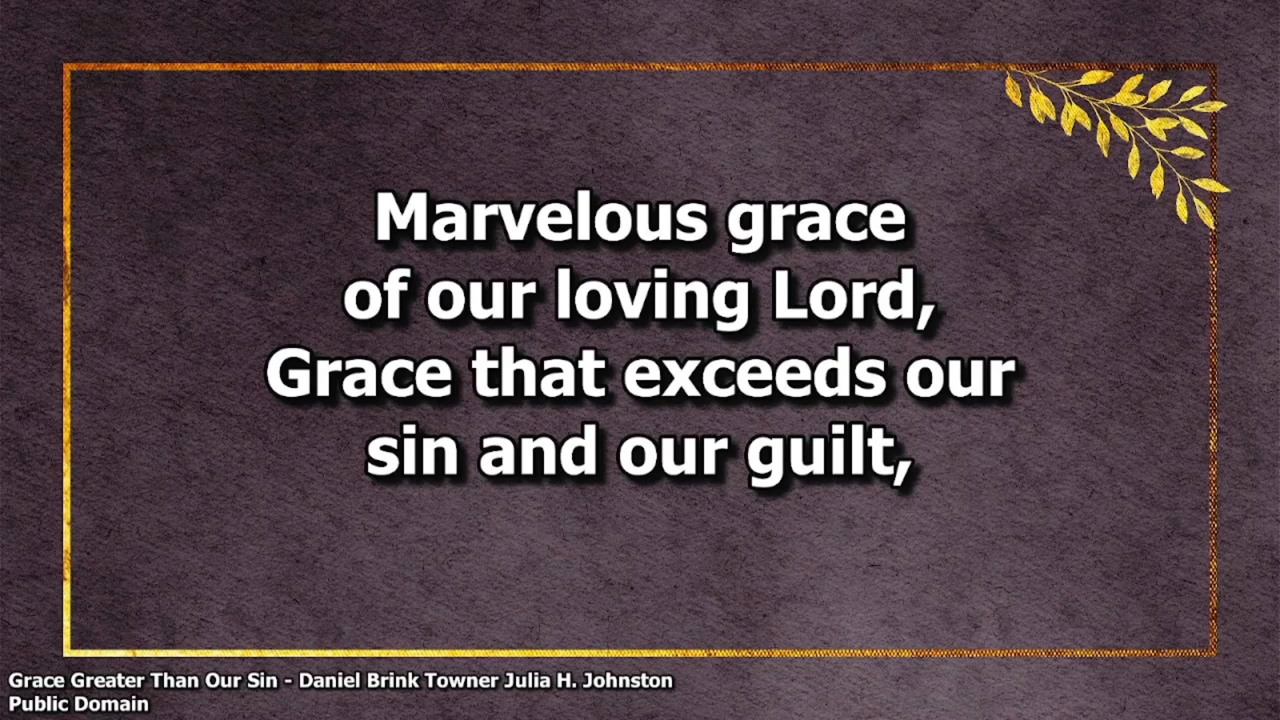 Marvelous grace
of our loving Lord,
Grace that exceeds our
sin and our guilt,
Grace Greater Than Our Sin - Daniel Brink Towner Julia H. Johnston
Public Domain